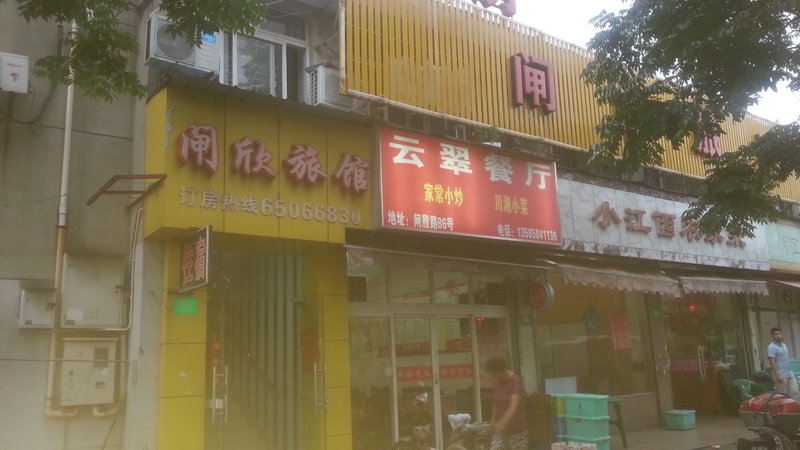 闸
闸欣旅馆
订房热线65066830
住宿
云翠餐厅
家常小炒 川湘小菜
地址：闸殷路86号 电话：13585841136
小江西